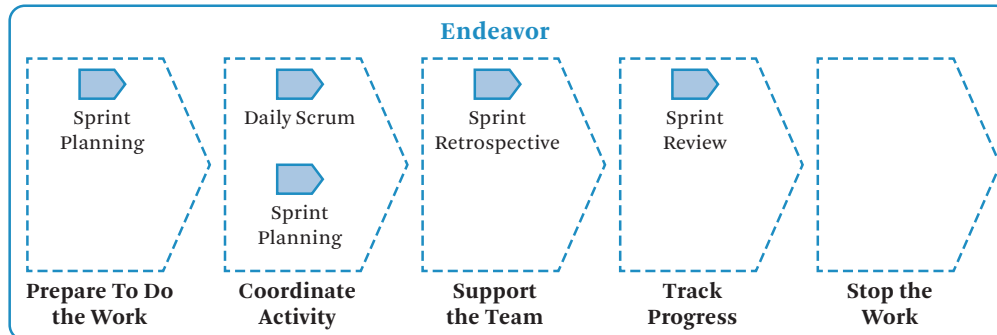 Endeavor
Sprint
Planning
Daily Scrum
Sprint
Planning
Sprint
Retrospective
Sprint
Review
Prepare To Do
the Work
Coordinate
Activity
Support
the Team
Track
Progress
Stop the
Work